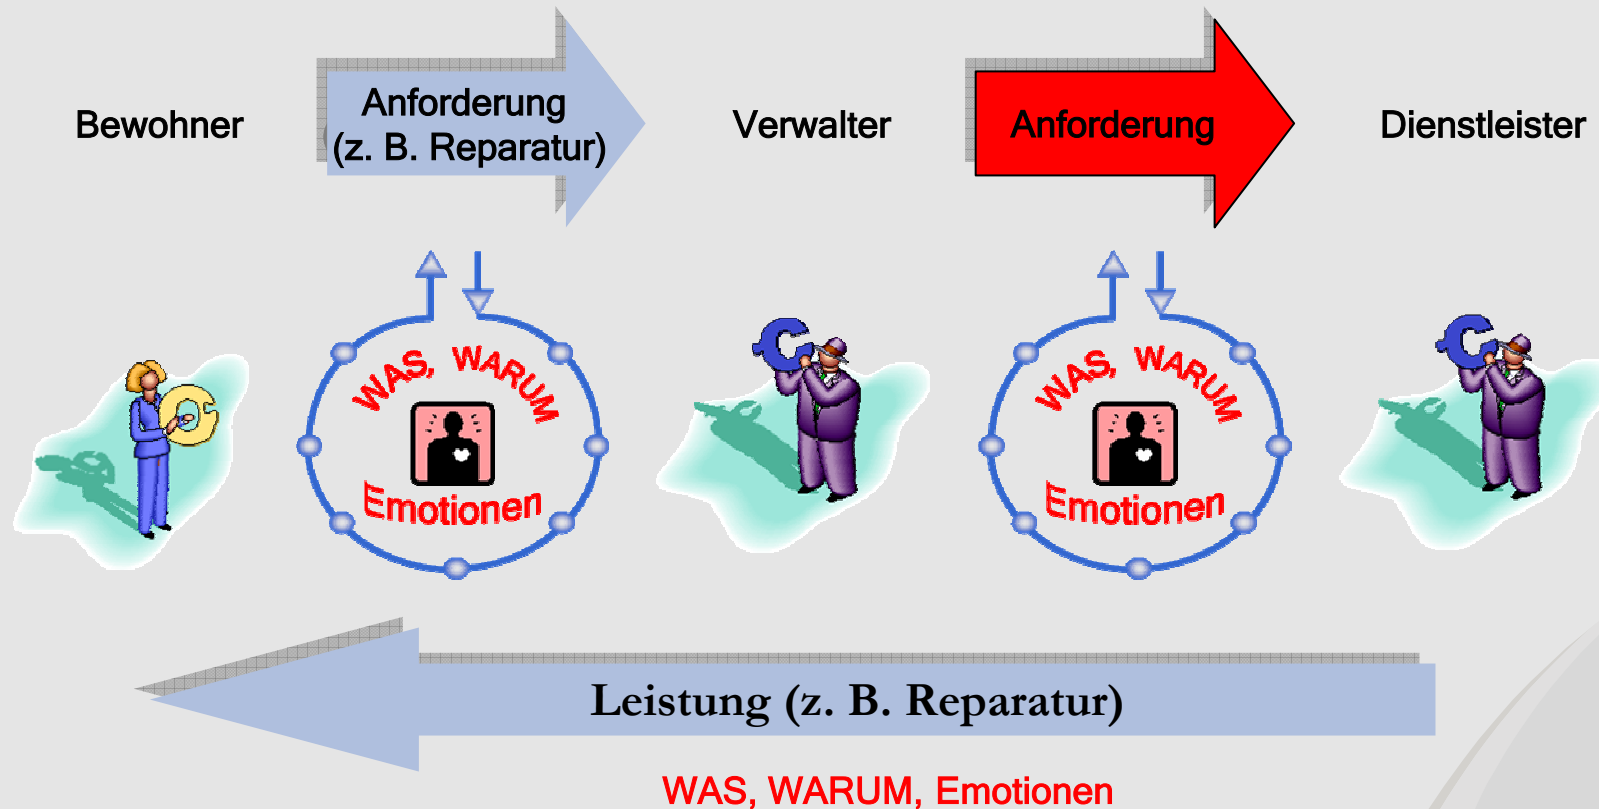 Bewohner
Anforderung
(z. B. Reparatur)
Verwalter
Anforderung
Dienstleister
WAS, WARUM
Emotionen
WAS, WARUM
Emotionen
Leistung (z. B. Reparatur)
WAS, WARUM, Emotionen